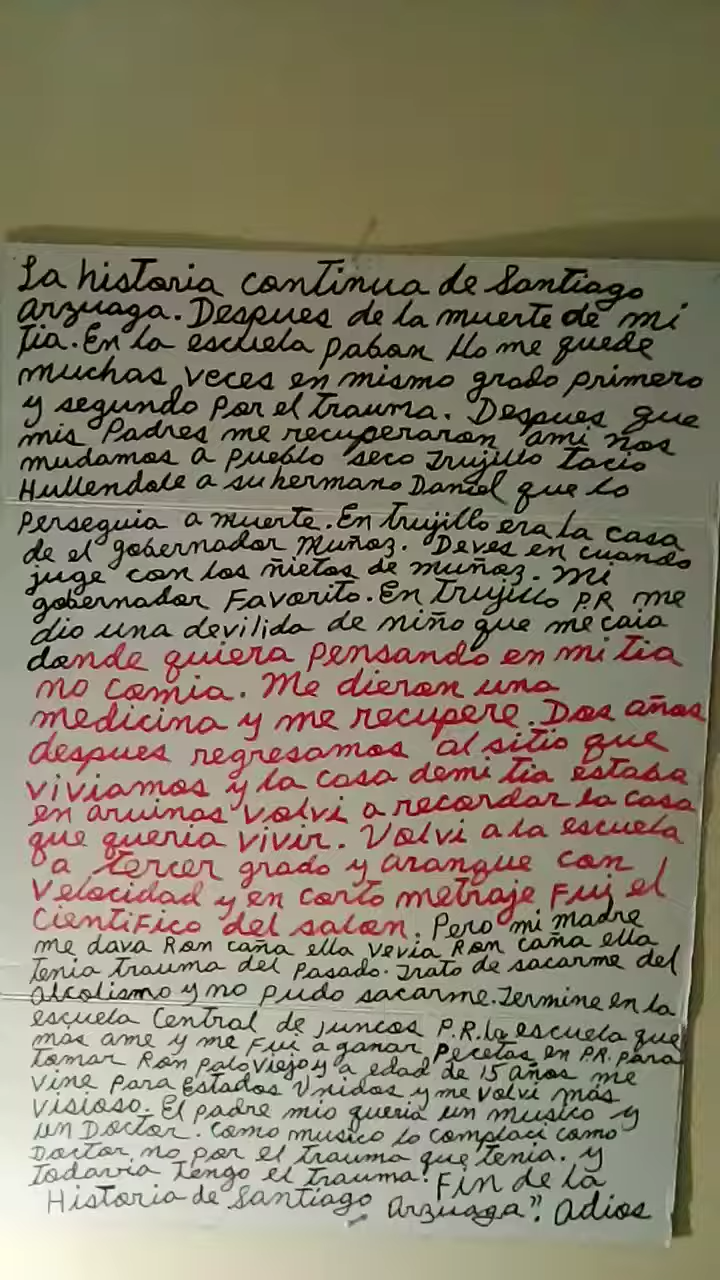 La historia continua de Santiago
Arzuaga. Despues de la muerte de mi
Tia. En la escuela Paban Llo me quede
muchas veces en mismo grado primero
y segundo por el trauma. Despues que
mis Padres me recuperaron ami nos
mudamos a Pueblo seco Trujillo
Hullendole a su hermano Daniel que lo
Perseguia a muerte. En Trujillo era la casa
de el gobernador Muñoz. Deves en cuando
juge con los ñietos de muñoz. mi
gobernador Favorito. En Trujillo P.R me
dio una devilida de niño que me caia
donde quiera pensando en mi tia
no comia. Me dieron una
medicina y me recupere. Dos años
despues regresamos al sitio que
viviamos y la casa demi tia estaba
en aruinas volvi a recordar la casa
que queria vivir. Volvi a la escuela
a tercer grado y aranque con
velocidad y en corto metraje Fui el
cientifico del salon. Pero mi madre
me dava Ron caña ella vevia Ron caña ella
Tenia trauma del Pasado. Trato de sacarme del
alcolismo y no pudo sacarme. Termine en la
escuela Central de juncos P.R. la escuela que
mas ame y me Fui a ganar Pecetas en P.R. para
Tomar Ron palo Viejo y a edad de 15 años me
vine para Estados Unidos y me volvi mas
visioso. El padre mio queria un musico y
un Doctor. Como musico lo complaci como
Doctor no por el trauma que tenia. y
Todavia Tengo el trauma. Fin de la
Historia de Santiago Arzuaga". Adios